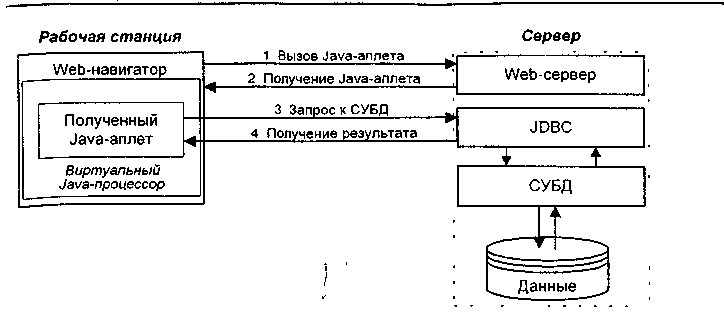 Рабочая станция
Сервер
Web-навигатор
1 Вызов Java-аплета
Web-сервер
2 Получение Java-аплета
Полученный
Java-аплет
3 Запрос к СУБД
JDBC
4 Получение результата
Виртуальный
Java-процессор
СУБД
Данные